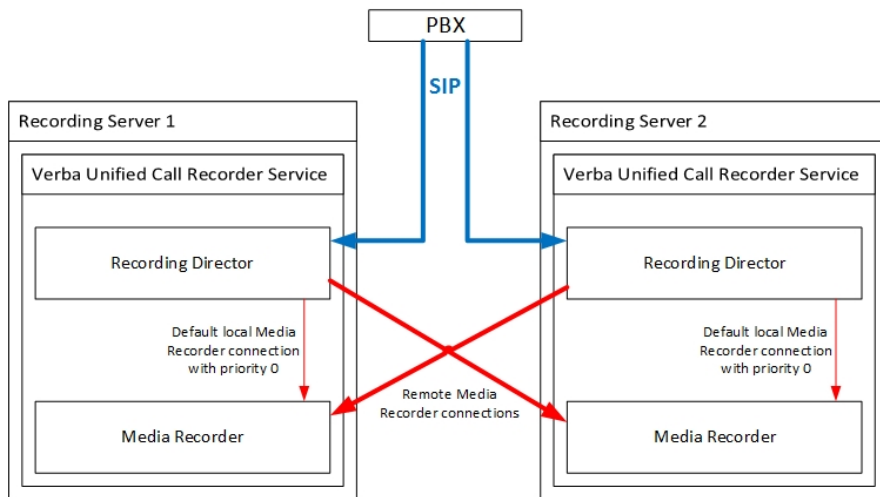 PBX
SIP
Recording Server 1
Verba Unified Call Recorder Service
Recording Director
Default local Media
Recorder connection
with priority 0
Media Recorder
Remote Media
Recorder connections
Recording Server 2
Verba Unified Call Recorder Service
Recording Director
Default local Media
Recorder connection
with priority 0
Media Recorder